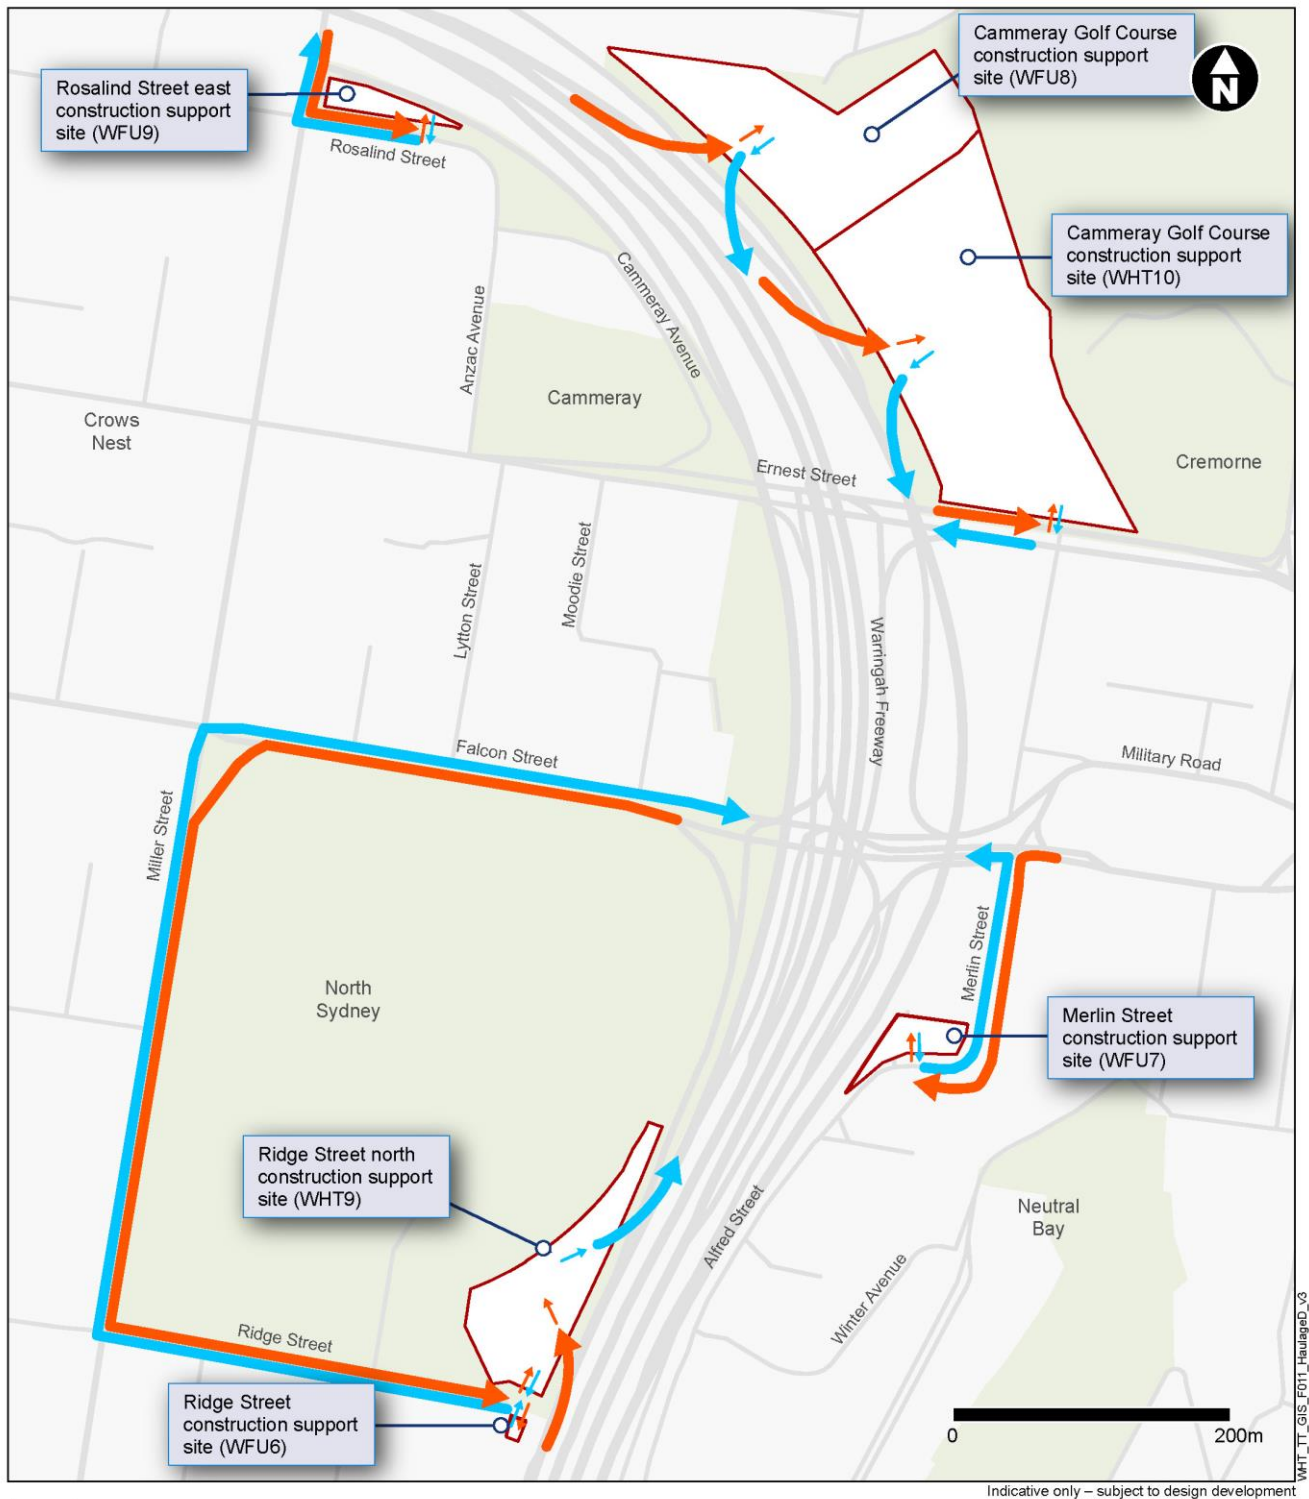 Cammeray Golf Course
construction support
site (WFU8)
N
Rosalind Street east
construction support
site (WFU9)
Rosalind Street
Cammeray Golf Course
construction support
site (WHT10)
Cammeray Avenue
Anzac Avenue
Cammeray
Crows
Nest
Ernest Street
Cremorne
Moodie Street
Lytton Street
Warringah Freeway
Falcon Street
Military Road
Miller Street
Merlin Street
North
Sydney
Merlin Street
construction support
site (WFU7)
Ridge Street north
construction support
site (WHT9)
Neutral
Bay
Alfred Street
Winter Avenue
Ridge Street
Ridge Street
construction support
site (WFU6)
0
200m
WHT_TT_GIS_F011_HaulageD_v3
Indicative only – subject to design development